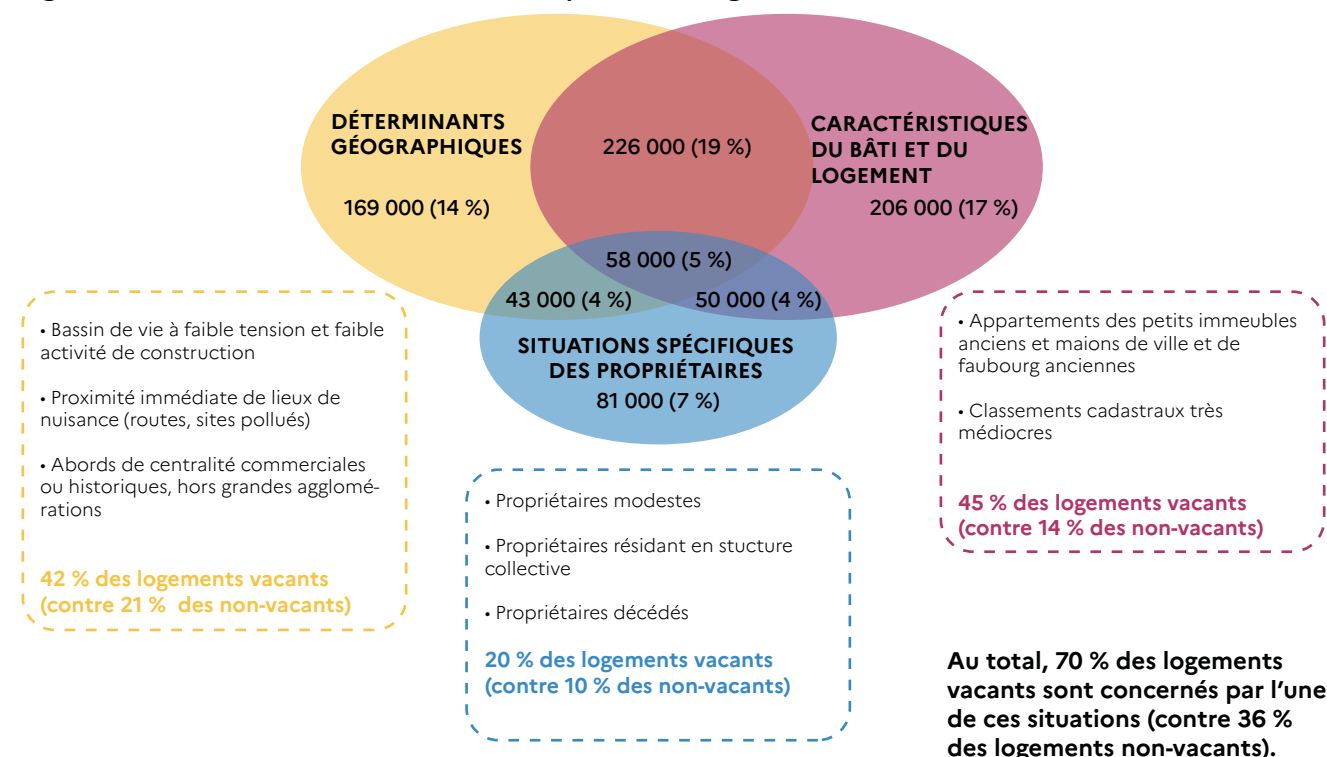 DÉTERMINANTS
GÉOGRAPHIQUES
169 000 (14 %)
226 000 (19 %)
CARACTÉRISTIQUES
DU BÂTI ET DU
LOGEMENT
206 000 (17 %)
58 000 (5 %)
43 000 (4 %)
50 000 (4 %)
SITUATIONS SPÉCIFIQUES
DES PROPRIÉTAIRES
81 000 (7 %)
• Bassin de vie à faible tension et faible
activité de construction
• Proximité immédiate de lieux de
nuisance (routes, sites pollués)
• Abords de centralité commerciales
ou historiques, hors grandes agglomé-
rations
42 % des logements vacants
(contre 21 % des non-vacants)
• Propriétaires modestes
• Propriétaires résidant en stucture
collective
• Propriétaires décédés
20 % des logements vacants
(contre 10 % des non-vacants)
• Appartements des petits immeubles
anciens et maions de ville et de
faubourg anciennes
• Classements cadastraux très
médiocres
45 % des logements vacants
(contre 14 % des non-vacants)
Au total, 70 % des logements
vacants sont concernés par l’une
de ces situations (contre 36 %
des logements non-vacants).